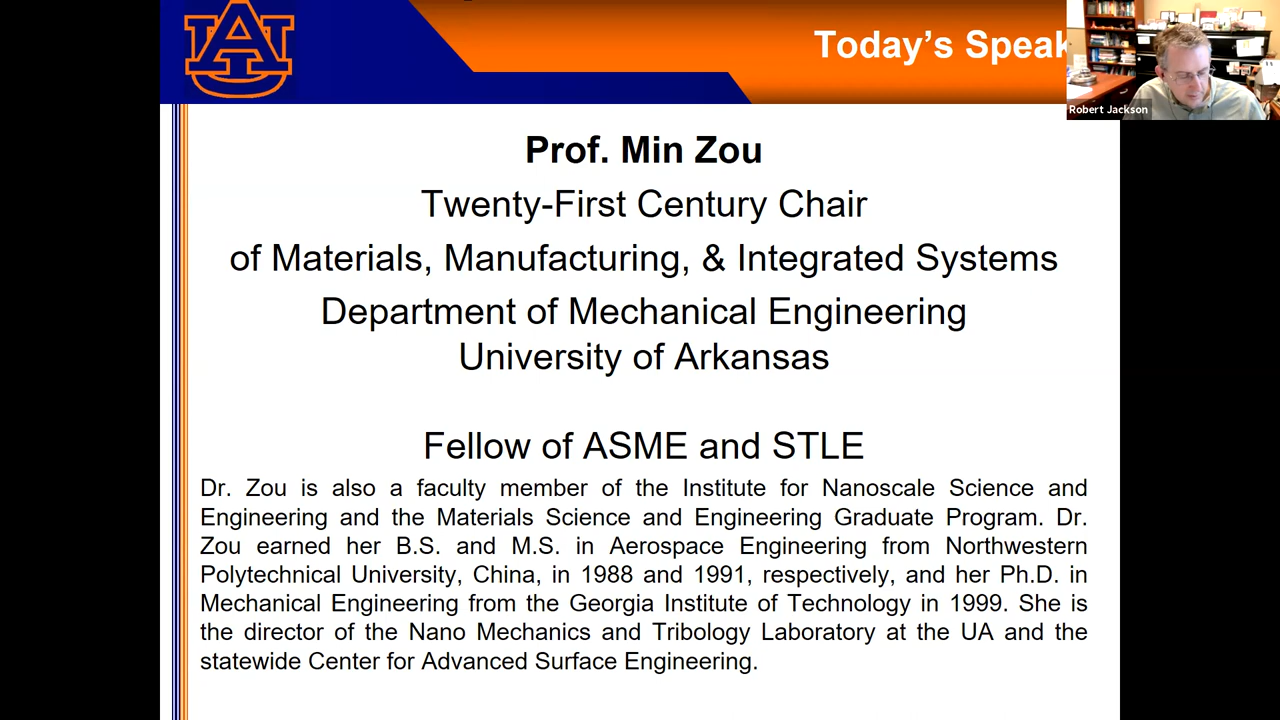 AU
Today's Speak
Robert Jackson
Prof. Min Zou
Twenty-First Century Chair
of Materials, Manufacturing, & Integrated Systems
Department of Mechanical Engineering
University of Arkansas
Fellow of ASME and STLE
Dr. Zou is also a faculty member of the Institute for Nanoscale Science and
Engineering and the Materials Science and Engineering Graduate Program. Dr.
Zou earned her B.S. and M.S. in Aerospace Engineering from Northwestern
Polytechnical University, China, in 1988 and 1991, respectively, and her Ph.D. in
Mechanical Engineering from the Georgia Institute of Technology in 1999. She is
the director of the Nano Mechanics and Tribology Laboratory at the UA and the
statewide Center for Advanced Surface Engineering.